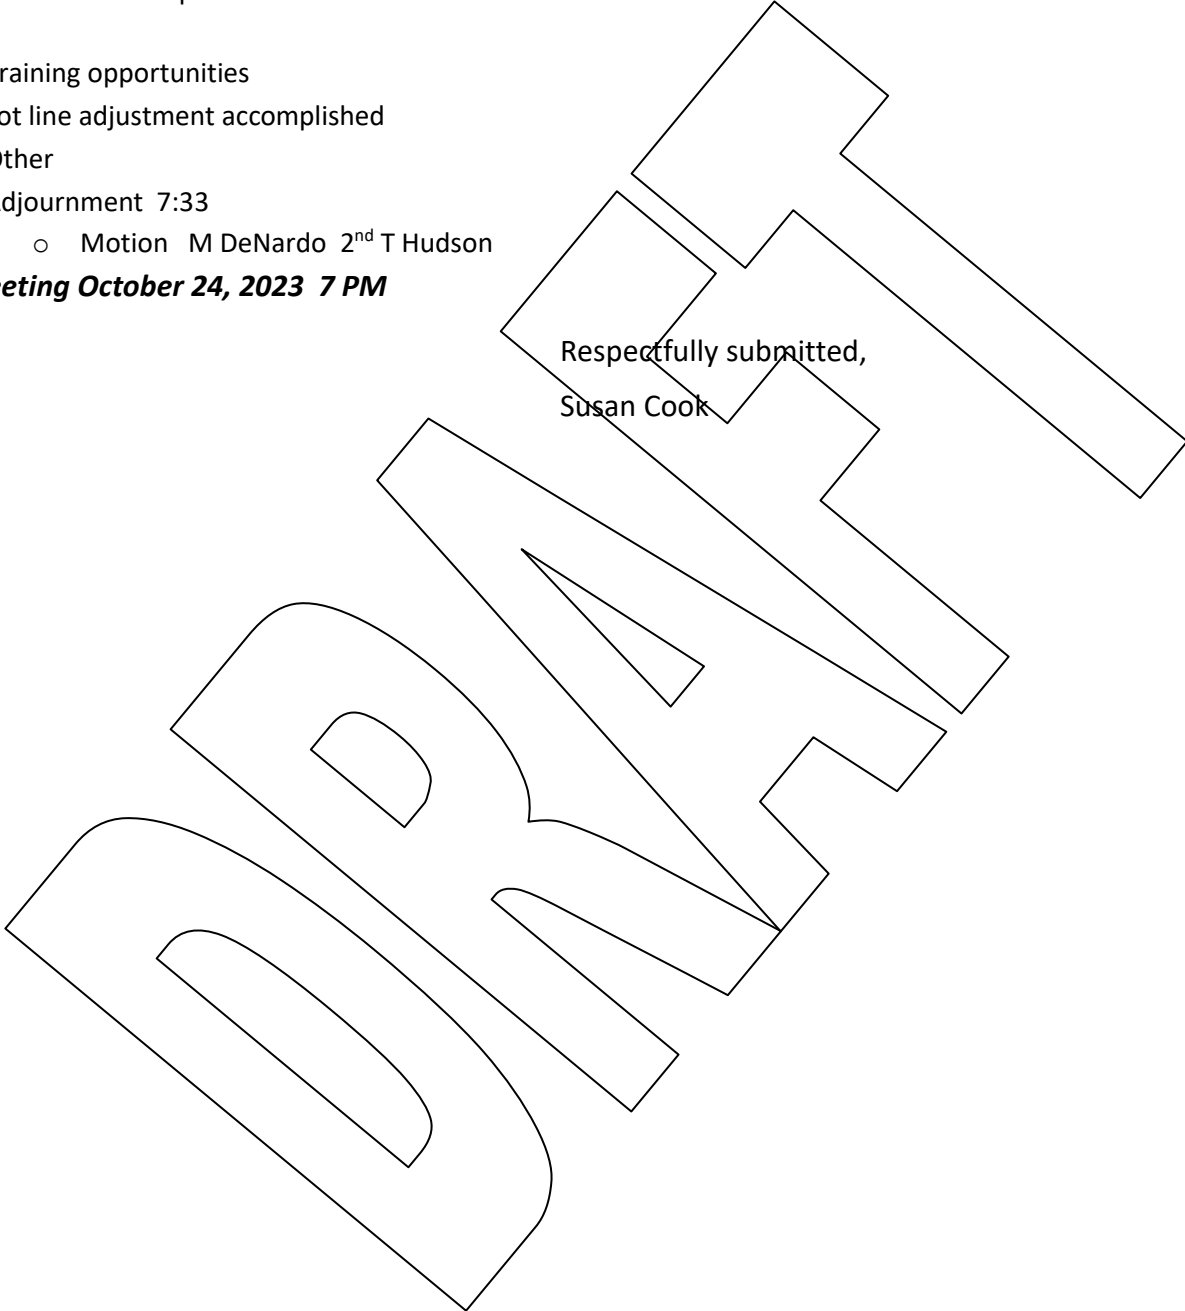 raining opportunities
ot line adjustment accomplished
Other
djournment 7:33
○ Motion M DeNardo 2nd T Hudson
eeting October 24, 2023 7 PM
Respectfully submitted,
Susan Cook
DRAFT